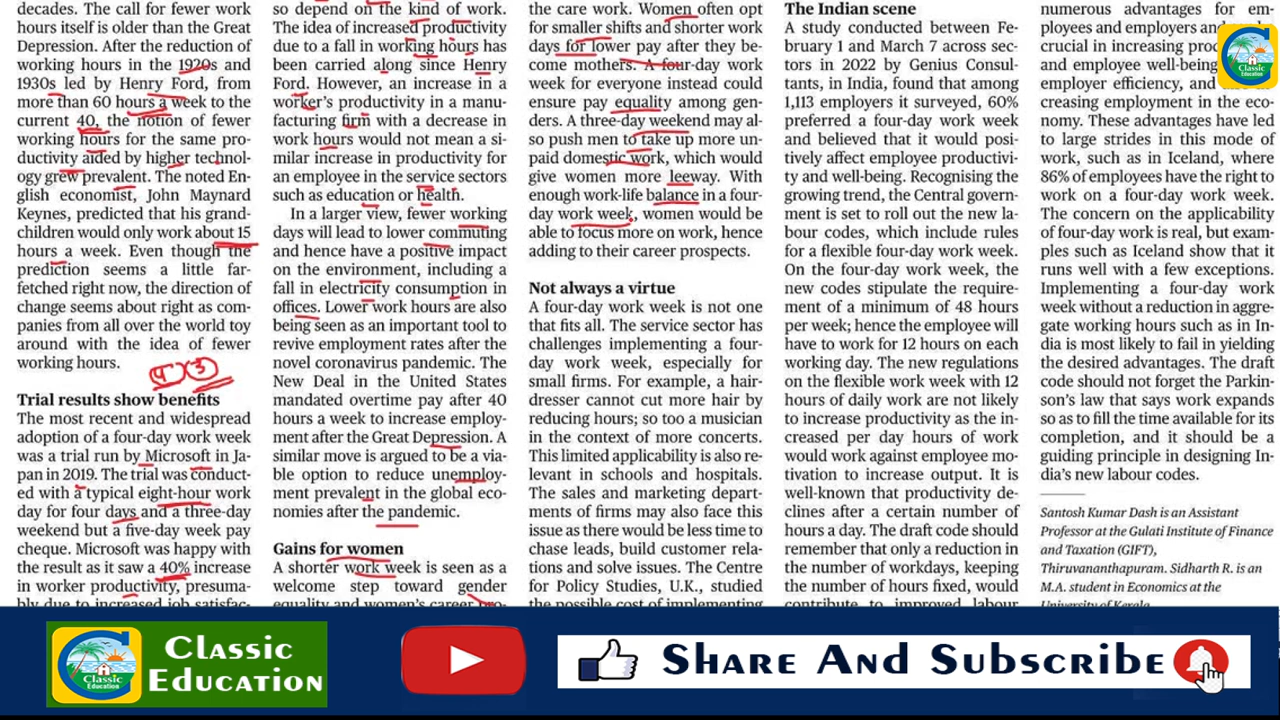 decades. The call for fewer work
hours itself is older than the Great
Depression. After the reduction of
working hours in the 1920s and
1930s led by Henry Ford, from
more than 60 hours a week to the
current 40, the notion of fewer
working hours for the same pro-
ductivity aided by higher technol-
ogy grew prevalent. The noted En-
glish economist, John Maynard
Keynes, predicted that his grand-
children would only work about 15
hours a week. Even though the
prediction seems a little far-
fetched right now, the direction of
change seems about right as com-
panies from all over the world toy
around with the idea of fewer
working hours.
4 3
Trial results show benefits
The most recent and widespread
adoption of a four-day work week
was a trial run by Microsoft in Ja-
pan in 2019. The trial was conduct-
ed with a typical eight-hour work
day for four days and a three-day
weekend but a five-day week pay
cheque. Microsoft was happy with
the result as it saw a 40% increase
in worker productivity, presuma-
bly due to increased job satisfac-
so depend on the kind of work.
The idea of increased productivity
due to a fall in working hours has
been carried along since Henry
Ford. However, an increase in a
worker's productivity in a manu-
facturing firm with a decrease in
work hours would not mean a si-
milar increase in productivity for
an employee in the service sectors
such as education or health.
In a larger view, fewer working
days will lead to lower commuting
and hence have a positive impact
on the environment, including a
fall in electricity consumption in
offices. Lower work hours are also
being seen as an important tool to
revive employment rates after the
novel coronavirus pandemic. The
New Deal in the United States
mandated overtime pay after 40
hours a week to increase employ-
ment after the Great Depression. A
similar move is argued to be a via-
ble option to reduce unemploy-
ment prevalent in the global eco-
nomies after the pandemic.
Gains for women
A shorter work week is seen as a
welcome step toward gender
equality and women's career pro-
the care work. Women often opt
for smaller shifts and shorter work
days for lower pay after they be-
come mothers. A four-day work
week for everyone instead could
ensure pay equality among gen-
ders. A three-day weekend may al-
so push men to take up more un-
paid domestic work, which would
give women more leeway. With
enough work-life balance in a four-
day work week, women would be
able to focus more on work, hence
adding to their career prospects.
Not always a virtue
A four-day work week is not one
that fits all. The service sector has
challenges implementing a four-
day work week, especially for
small firms. For example, a hair-
dresser cannot cut more hair by
reducing hours; so too a musician
in the context of more concerts.
This limited applicability is also re-
levant in schools and hospitals.
The sales and marketing depart-
ments of firms may also face this
issue as there would be less time to
chase leads, build customer rela-
tions and solve issues. The Centre
for Policy Studies, U.K., studied
the possible cost of implementing
The Indian scene
A study conducted between Fe-
bruary 1 and March 7 across sec-
tors in 2022 by Genius Consul-
tants, in India, found that among
1,113 employers it surveyed, 60%
preferred a four-day work week
and believed that it would posi-
tively affect employee productivi-
ty and well-being. Recognising the
growing trend, the Central govern-
ment is set to roll out the new la-
bour codes, which include rules
for a flexible four-day work week.
On the four-day work week, the
new codes stipulate the require-
ment of a minimum of 48 hours
per week; hence the employee will
have to work for 12 hours on each
working day. The new regulations
on the flexible work week with 12
hours of daily work are not likely
to increase productivity as the in-
creased per day hours of work
would work against employee mo-
tivation to increase output. It is
well-known that productivity de-
clines after a certain number of
hours a day. The draft code should
remember that only a reduction in
the number of workdays, keeping
the number of hours fixed, would
contribute to improved labour
numerous advantages for em-
ployees and employers and
crucial in increasing
and employee well-being,
employer efficiency, and
creasing employment in the eco-
nomy. These advantages have led
to large strides in this mode of
work, such as in Iceland, where
86% of employees have the right to
work on a four-day work week.
The concern on the applicability
of four-day work is real, but exam-
ples such as Iceland show that it
runs well with a few exceptions.
Implementing a four-day work
week without a reduction in aggre-
gate working hours such as in In-
dia is most likely to fail in yielding
the desired advantages. The draft
code should not forget the Parkin-
son's law that says work expands
so as to fill the time available for its
completion, and it should be a
guiding principle in designing In-
dia's new labour codes.
Santosh Kumar Dash is an Assistant
Professor at the Gulati Institute of Finance
and Taxation (GIFT),
Thiruvananthapuram. Sidharth R. is an
M.A. student in Economics at the
University of Kerala
Classic
Education
Classic
Education
Classic
Education
Share And Subscribe